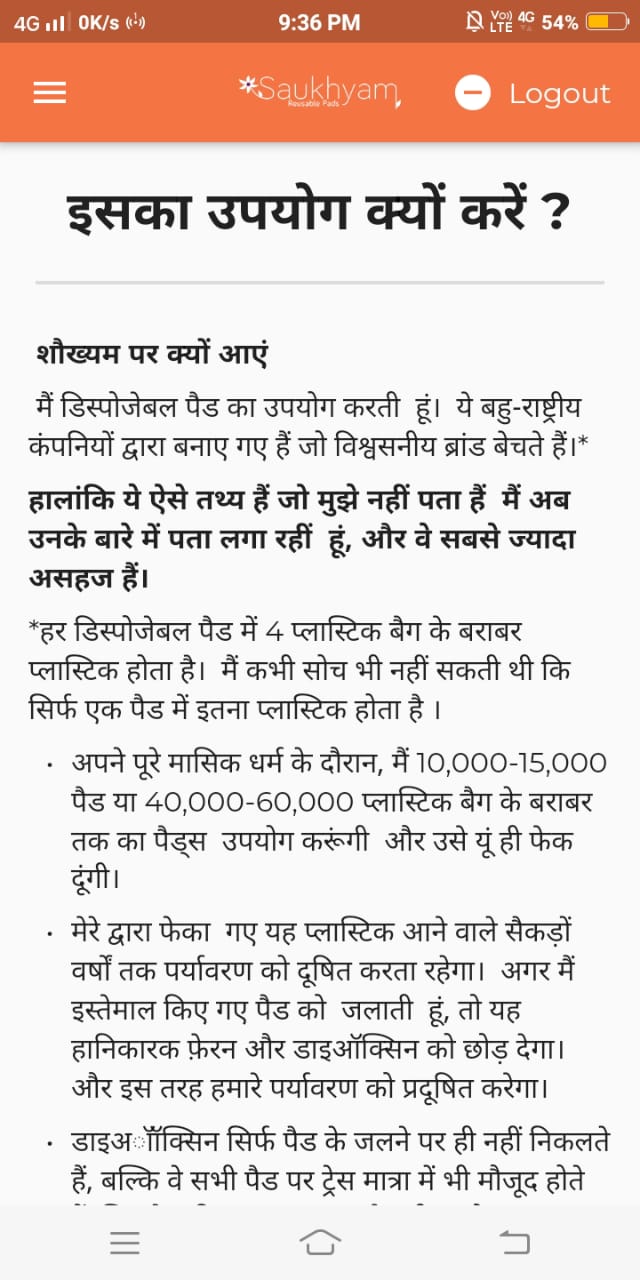 4G 0K/s 9:36 PM Vo) LTE 4G 54%
Saukhyam Logout
Reusable Pads
इसका उपयोग क्यों करें ?
शौख्यम पर क्यों आएं
मैं डिस्पोजेबल पैड का उपयोग करती हूं। ये बहु-राष्ट्रीय
कंपनियों द्वारा बनाए गए हैं जो विश्वसनीय ब्रांड बेचते हैं।*
हालांकि ये ऐसे तथ्य हैं जो मुझे नहीं पता हैं मैं अब
उनके बारे में पता लगा रहीं हूं, और वे सबसे ज्यादा
असहज हैं।
*हर डिस्पोजेबल पैड में 4 प्लास्टिक बैग के बराबर
प्लास्टिक होता है। मैं कभी सोच भी नहीं सकती थी कि
सिर्फ एक पैड में इतना प्लास्टिक होता है ।
• अपने पूरे मासिक धर्म के दौरान, मैं 10,000-15,000
पैड या 40,000-60,000 प्लास्टिक बैग के बराबर
तक का पैड्स उपयोग करूंगी और उसे यूं ही फेक
दूंगी।
• मेरे द्वारा फेका गए यह प्लास्टिक आने वाले सैकड़ों
वर्षों तक पर्यावरण को दूषित करता रहेगा। अगर मैं
इस्तेमाल किए गए पैड को जलाती हूं, तो यह
हानिकारक फ़ेरन और डाइऑक्सिन को छोड़ देगा।
और इस तरह हमारे पर्यावरण को प्रदूषित करेगा।
• डाइअॉॉक्सिन सिर्फ पैड के जलने पर ही नहीं निकलते
हैं, बल्कि वे सभी पैड पर ट्रेस मात्रा में भी मौजूद होते